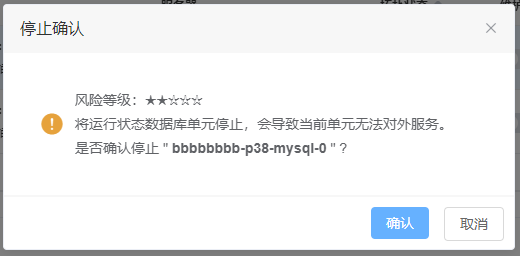 停止确认
风险等级：★★☆☆☆
将运行状态数据库单元停止，会导致当前单元无法对外服务。
是否确认停止 " bbbbbbbb-p38-mysql-0 "？
确认
取消